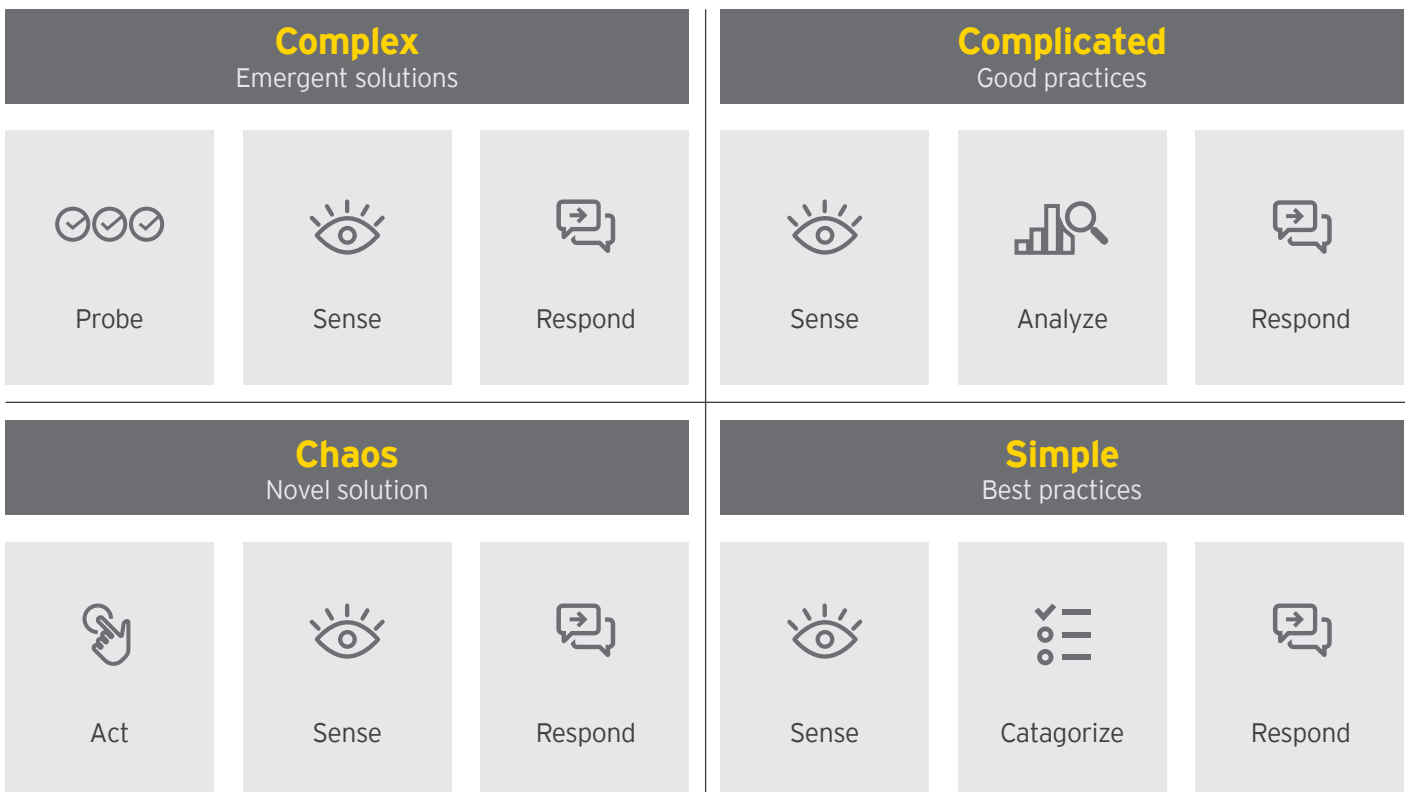 Complex
Emergent solutions
Probe
Sense
Respond
Complicated
Good practices
Sense
Analyze
Respond
Chaos
Novel solution
Act
Sense
Respond
Simple
Best practices
Sense
Catagorize
Respond